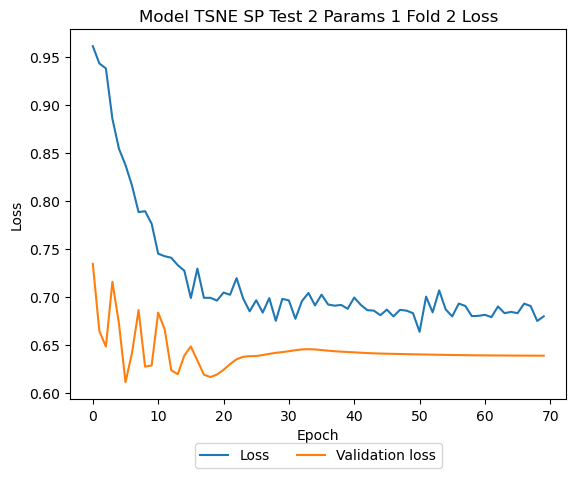 Model TSNE SP Test 2 Params 1 Fold 2 Loss
0.95
0.90
0.85
0.80
0.75
0.70
0.65
0.60
Loss
0 10 20 30 40 50 60 70
Epoch
Loss Validation loss